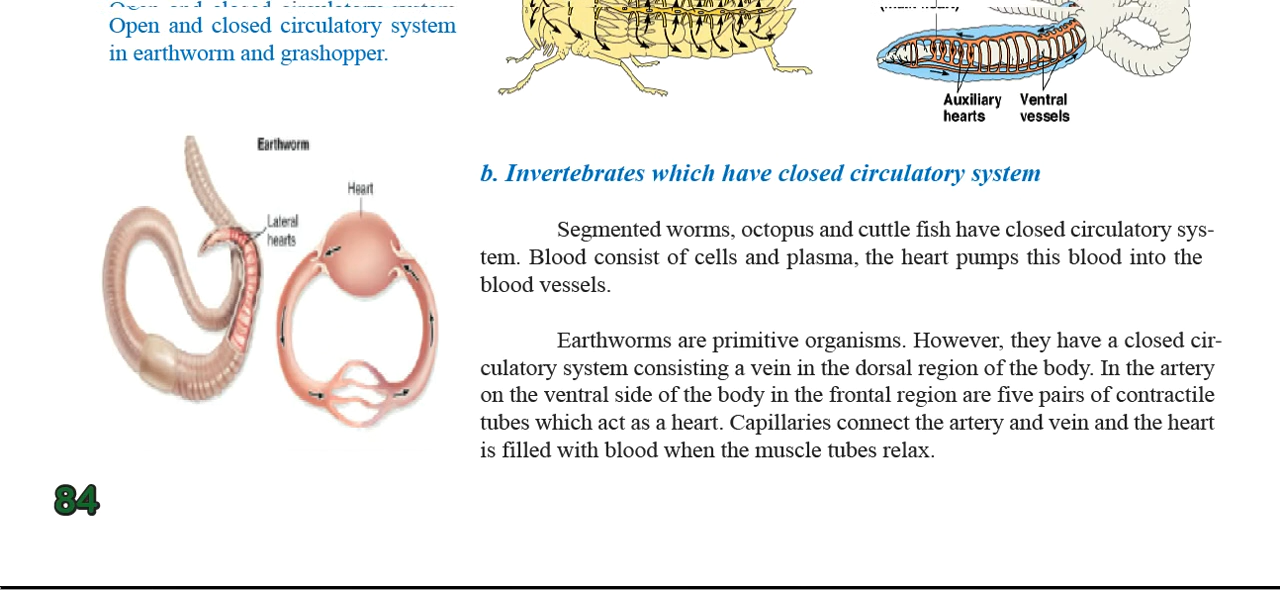 Open and closed circulatory system
in earthworm and grashopper.
Auxiliary
hearts
Ventral
vessels
Earthworm
Heart
Lateral
hearts
b. Invertebrates which have closed circulatory system
Segmented worms, octopus and cuttle fish have closed circulatory sys-
tem. Blood consist of cells and plasma, the heart pumps this blood into the
blood vessels.
Earthworms are primitive organisms. However, they have a closed cir-
culatory system consisting a vein in the dorsal region of the body. In the artery
on the ventral side of the body in the frontal region are five pairs of contractile
tubes which act as a heart. Capillaries connect the artery and vein and the heart
is filled with blood when the muscle tubes relax.
84